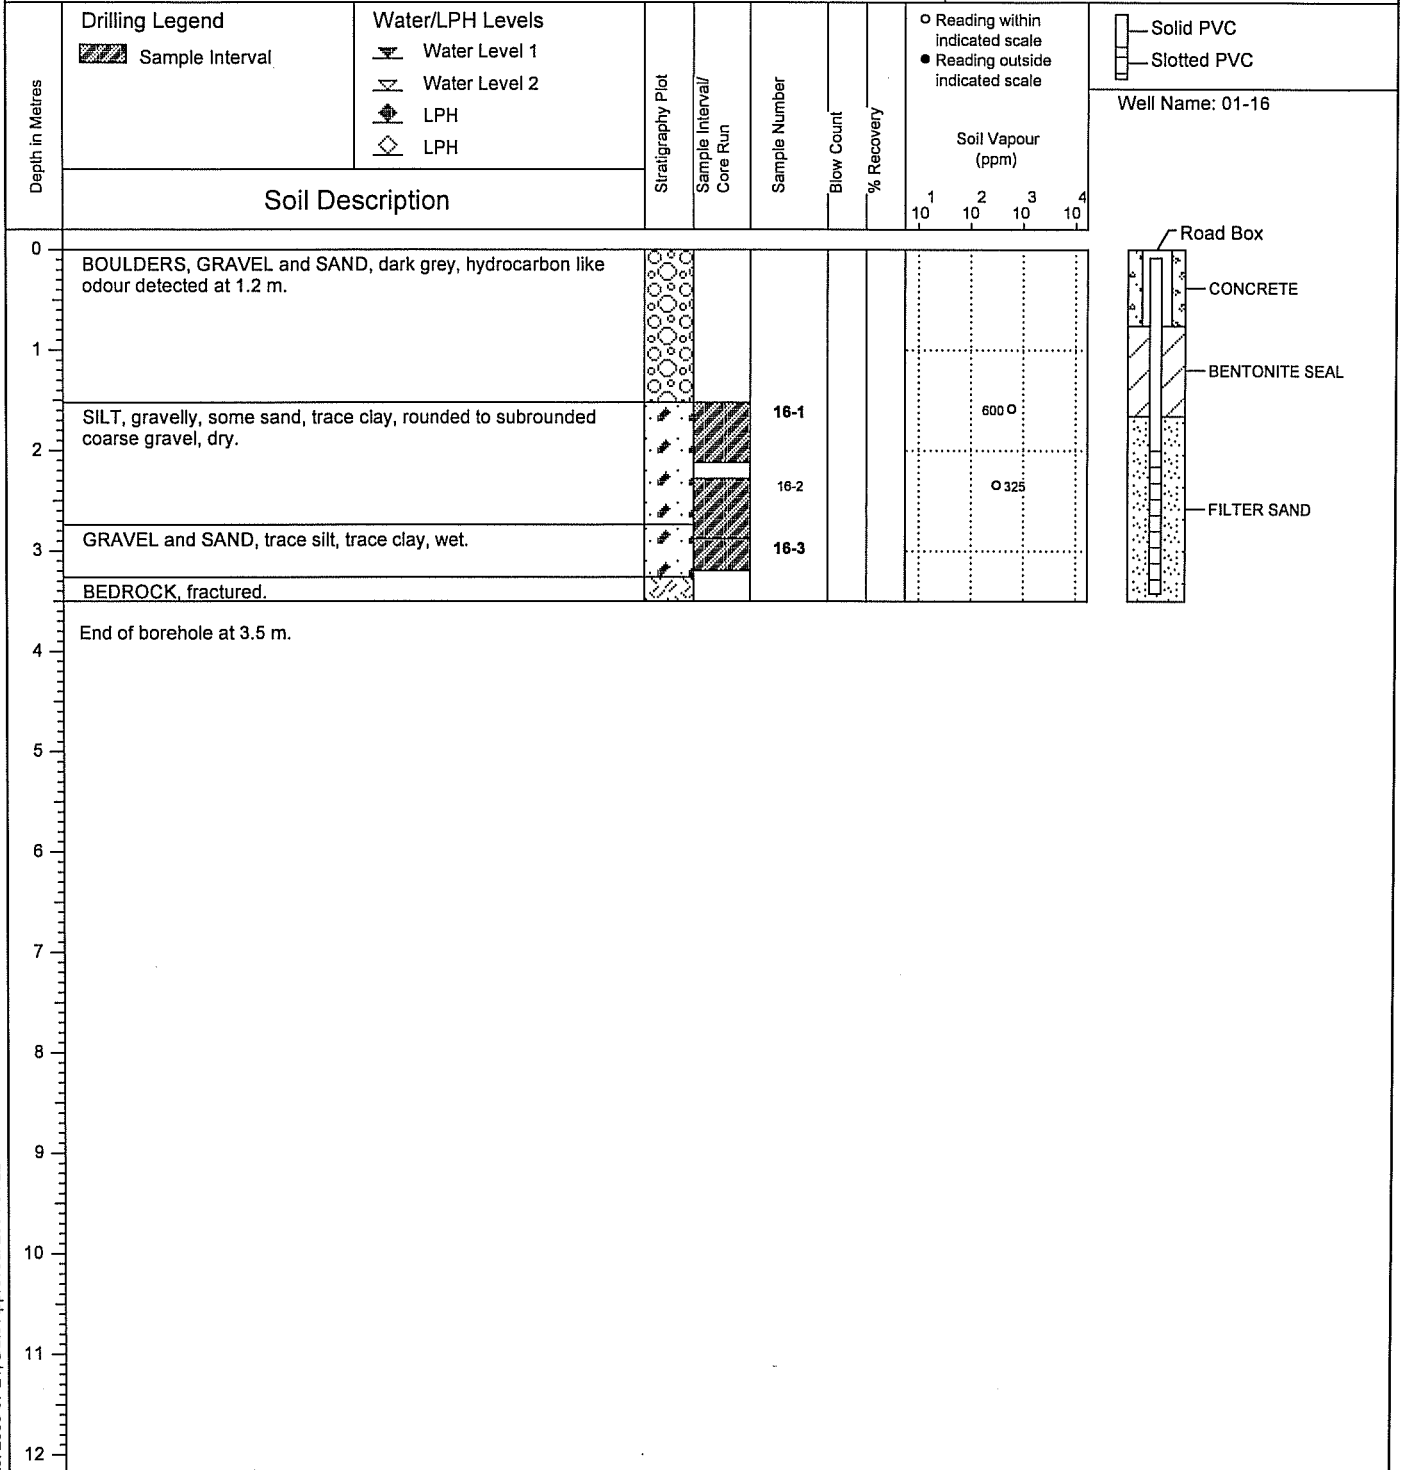 Drilling Legend
Sample Interval
Water/LPH Levels
Water Level 1
Water Level 2
LPH
LPH
Depth in Metres
Soil Description
Stratigraphy Plot
Sample Interval/
Core Run
Sample Number
Blow Count
% Recovery
Reading within
indicated scale
Reading outside
indicated scale
Soil Vapour
(ppm)
10^1 10^2 10^3 10^4
Solid PVC
Slotted PVC
Well Name: 01-16
Road Box
0
BOULDERS, GRAVEL and SAND, dark grey, hydrocarbon like
odour detected at 1.2 m.
CONCRETE
1
BENTONITE SEAL
SILT, gravelly, some sand, trace clay, rounded to subrounded
coarse gravel, dry.
16-1
600
2
16-2
325
FILTER SAND
GRAVEL and SAND, trace silt, trace clay, wet.
3
16-3
BEDROCK, fractured.
End of borehole at 3.5 m.
4
5
6
7
8
9
10
11
12